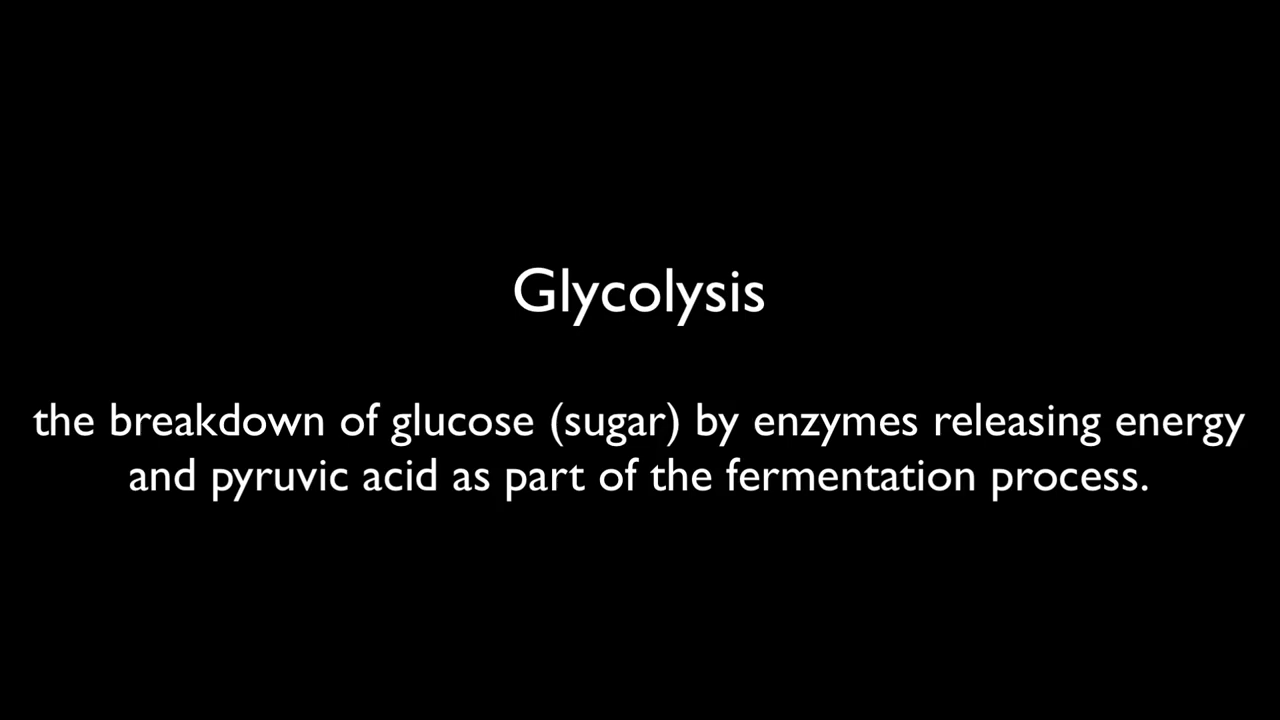 Glycolysis
the breakdown of glucose (sugar) by enzymes releasing energy
and pyruvic acid as part of the fermentation process.